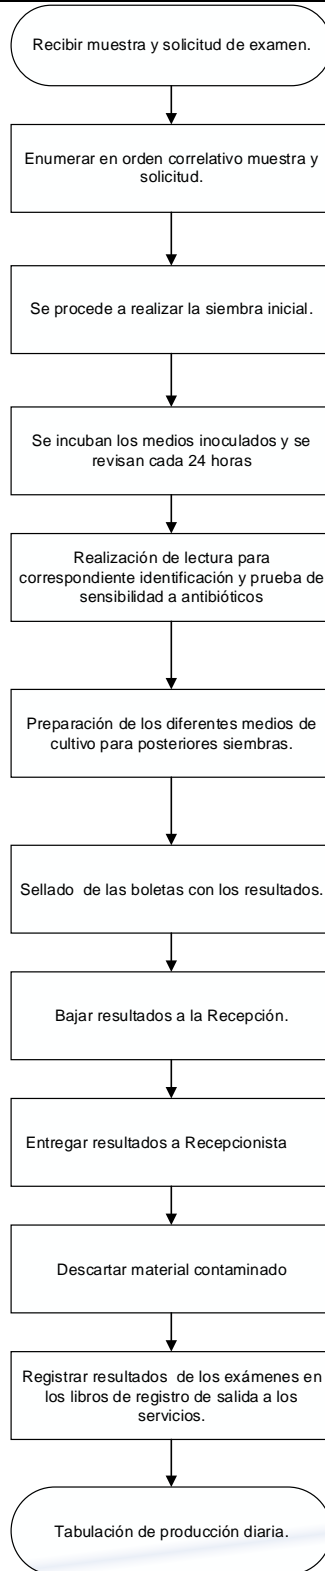 Recibir muestra y solicitud de examen.
Enumerar en orden correlativo muestra y
solicitud.
Se procede a realizar la siembra inicial.
Se incuban los medios inoculados y se
revisan cada 24 horas
Realización de lectura para
correspondiente identificación y prueba de
sensibilidad a antibióticos
Preparación de los diferentes medios de
cultivo para posteriores siembras.
Sellado de las boletas con los resultados.
Bajar resultados a la Recepción.
Entregar resultados a Recepcionista
Descartar material contaminado
Registrar resultados de los exámenes en
los libros de registro de salida a los
servicios.
Tabulación de producción diaria.